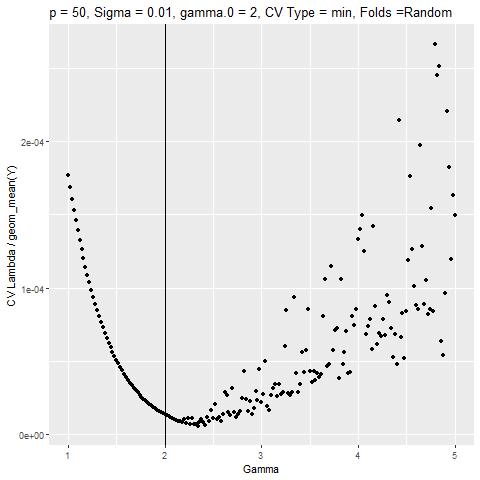 p = 50, Sigma = 0.01, gamma.0 = 2, CV Type = min, Folds =Random
CV Lambda / geom_mean(Y)
2e-04
1e-04
0e+00
1
2
3
4
5
Gamma